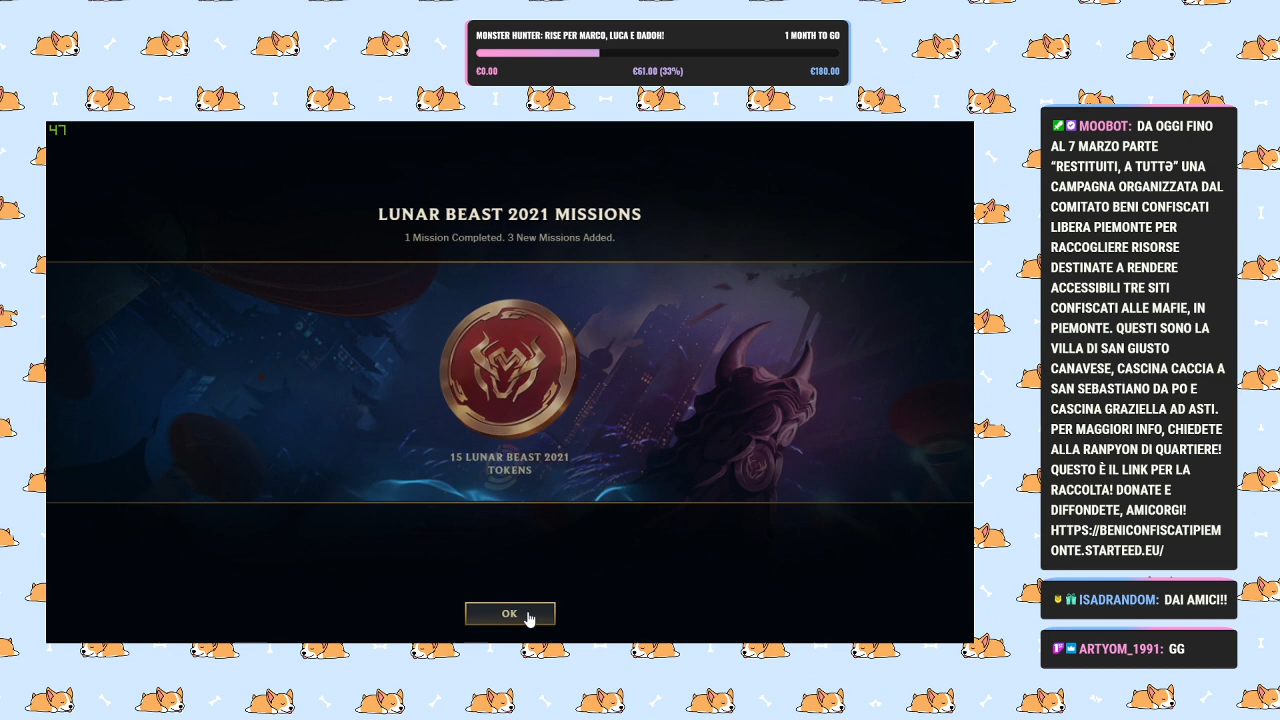 MONSTER HUNTER: RISE PER MARCO, LUCA E DADOH! 1 MONTH TO GO
€0.00 €61.00 (33%) €180.00
47
LUNAR BEAST 2021 MISSIONS
1 Mission Completed. 3 New Missions Added.
15 LUNAR BEAST 2021
TOKENS
OK
MOOBOT: DA OGGI FINO
AL 7 MARZO PARTE
“RESTITUITI, A TUTTƏ” UNA
CAMPAGNA ORGANIZZATA DAL
COMITATO BENI CONFISCATI
LIBERA PIEMONTE PER
RACCOGLIERE RISORSE
DESTINATE A RENDERE
ACCESSIBILI TRE SITI
CONFISCATI ALLE MAFIE, IN
PIEMONTE. QUESTI SONO LA
VILLA DI SAN GIUSTO
CANAVESE, CASCINA CACCIA A
SAN SEBASTIANO DA PO E
CASCINA GRAZIELLA AD ASTI.
PER MAGGIORI INFO, CHIEDETE
ALLA RANPYON DI QUARTIERE!
QUESTO È IL LINK PER LA
RACCOLTA! DONATE E
DIFFONDETE, AMICORGI!
HTTPS://BENICONFISCATIPIEM
ONTE.STARTEED.EU/
ISADRANDOM: DAI AMICI!!
ARTYOM_1991: GG